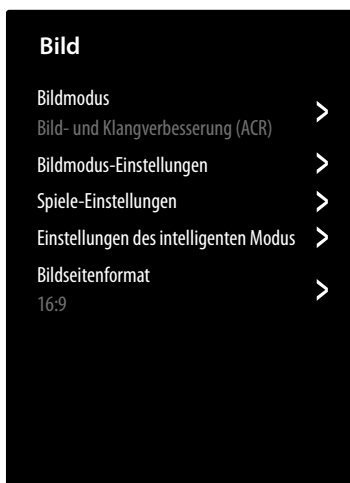 Bild
Bildmodus
Bild- und Klangverbesserung (ACR)
Bildmodus-Einstellungen
Spiele-Einstellungen
Einstellungen des intelligenten Modus
Bildseitenformat
16:9